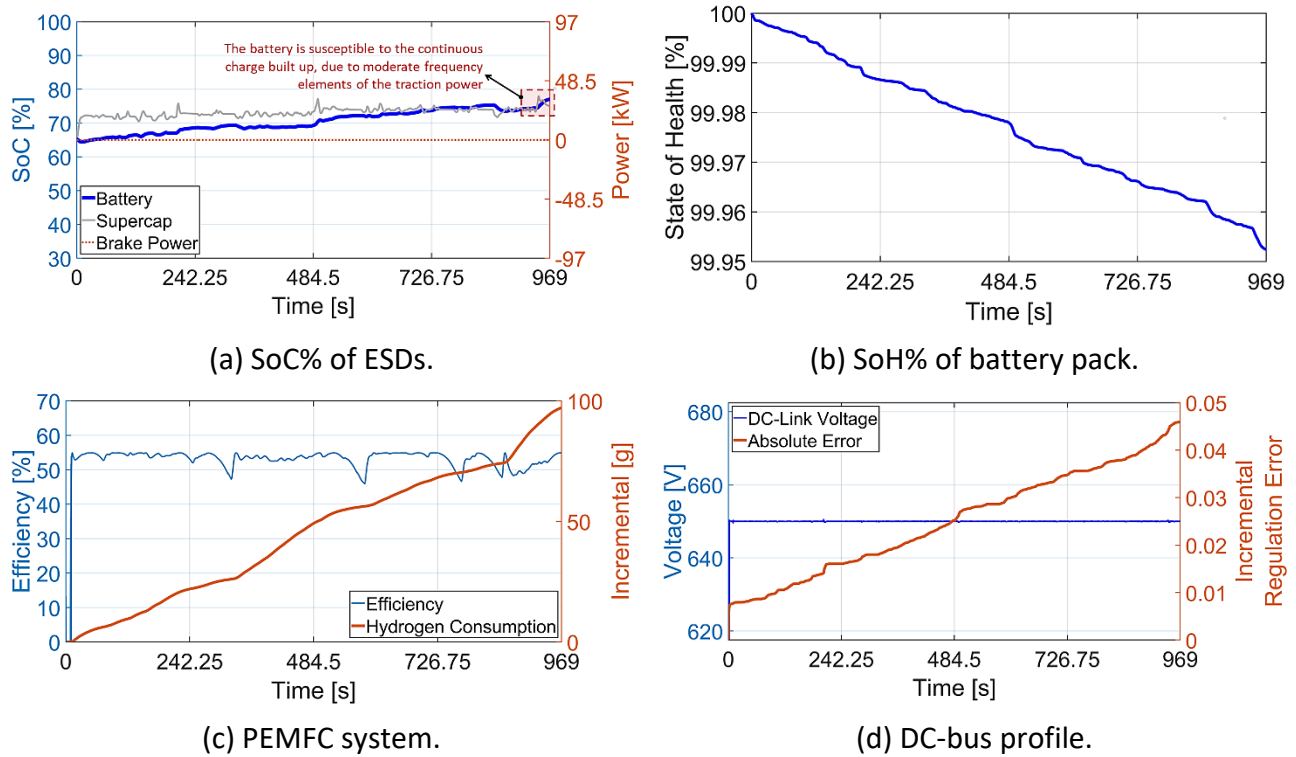 100
90
80
70
60
50
40
30
SoC [%]
The battery is susceptible to the continuous
charge built up, due to moderate frequency
elements of the traction power
97
48.5
0
-48.5
-97
Power [kW]
Battery
Supercap
Brake Power
0 242.25 484.5 726.75 969
Time [s]
(a) SoC% of ESDs.
100
99.99
99.98
99.97
99.96
99.95
State of Health [%]
0 242.25 484.5 726.75 969
Time [s]
(b) SoH% of battery pack.
70
60
50
40
30
20
10
0
Efficiency [%]
100
50
0
Incremental [g]
Efficiency
Hydrogen Consumption
0 242.25 484.5 726.75 969
Time [s]
(c) PEMFC system.
680
660
640
620
Voltage [V]
DC-Link Voltage
Absolute Error
0.05
0.04
0.03
0.02
0.01
0
Incremental
Regulation Error
0 242.25 484.5 726.75 969
Time [s]
(d) DC-bus profile.